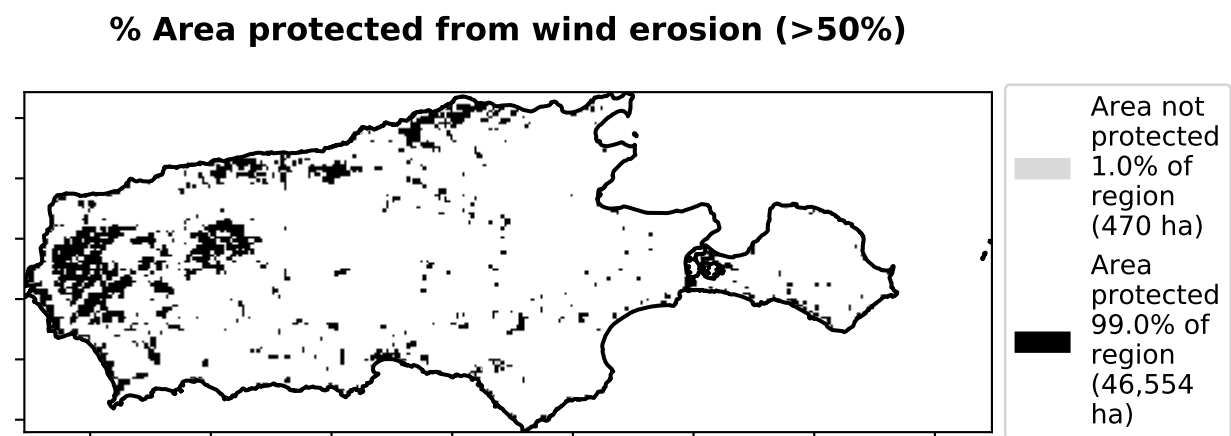 % Area protected from wind erosion (>50%)
Area not
protected
1.0% of
region
(470 ha)
Area
protected
99.0% of
region
(46,554
ha)